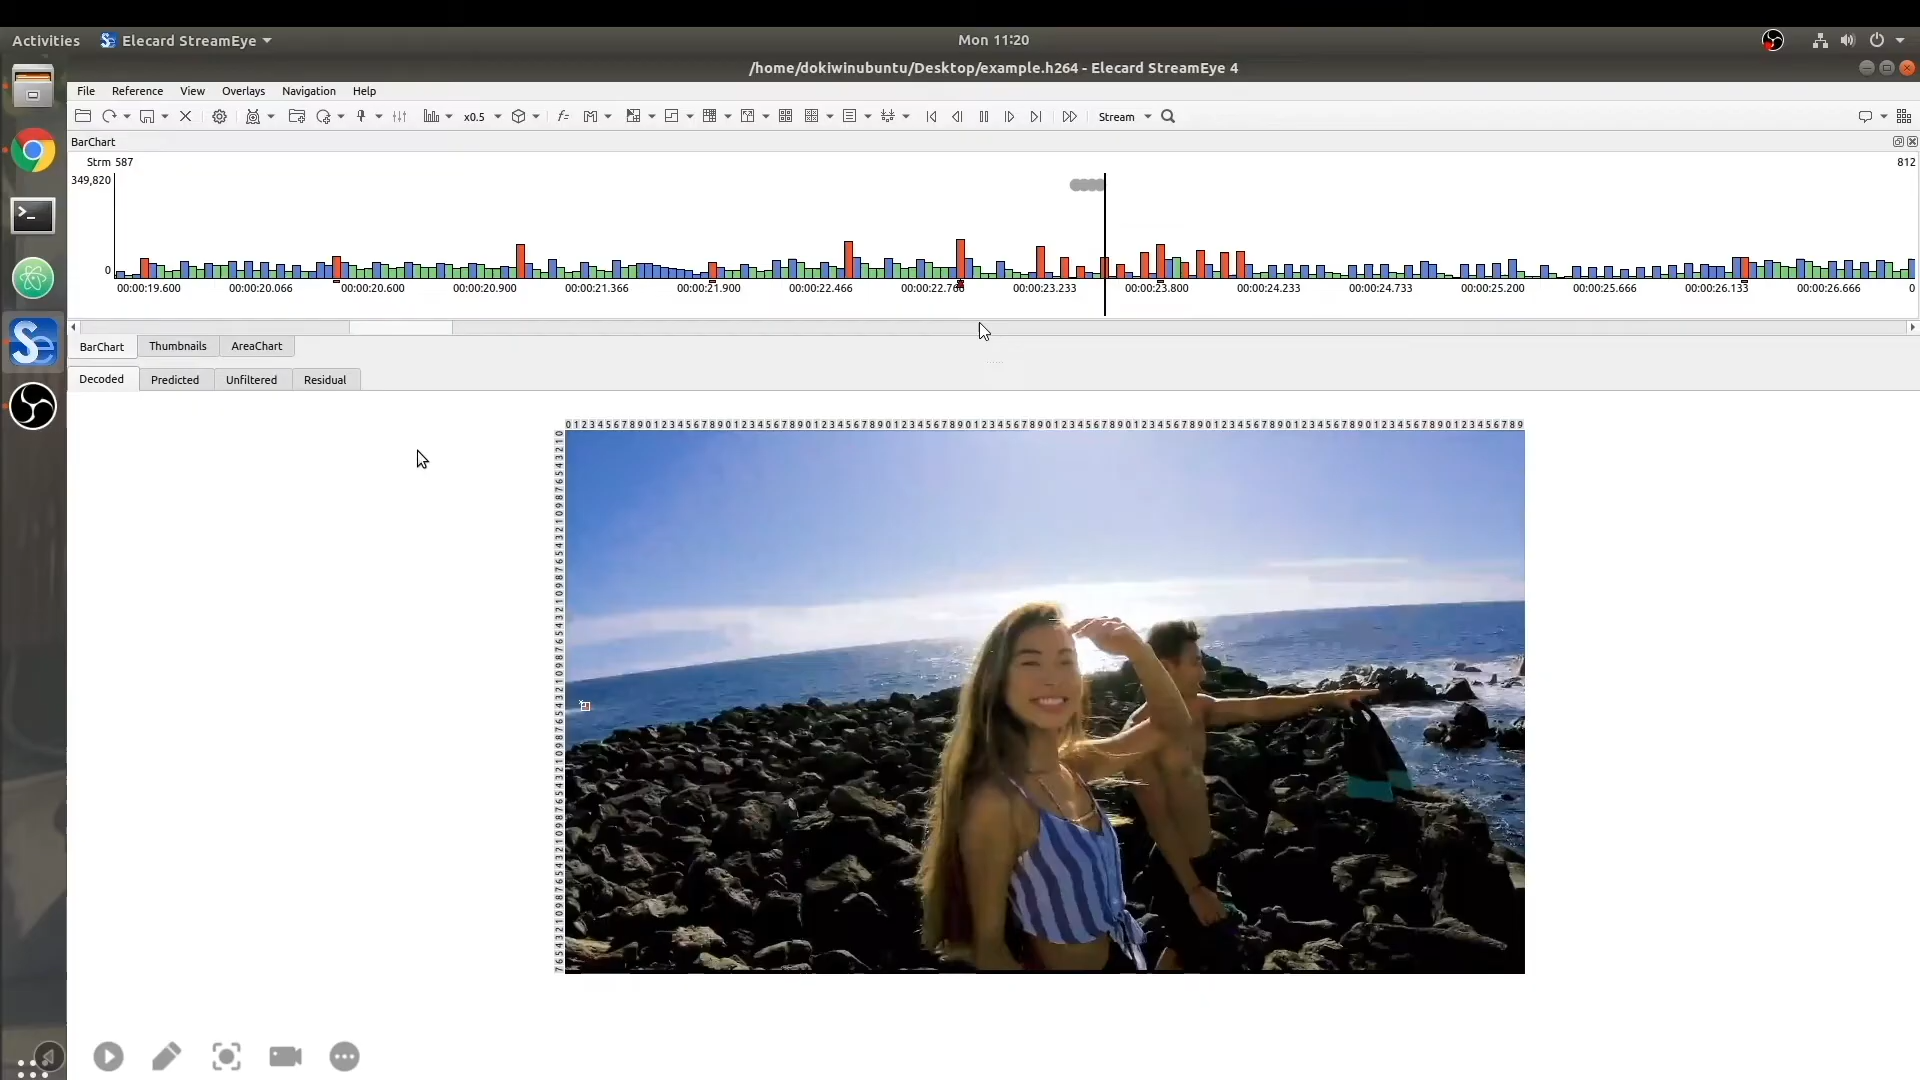 Activities Elecard StreamEye Mon 11:20
/home/dokiwinubuntu/Desktop/example.h264 - Elecard StreamEye 4
File Reference View Overlays Navigation Help
x0.5 Stream
BarChart
Strm 587 812
349,820
0
00:00:19.600 00:00:20.066 00:00:20.600 00:00:20.900 00:00:21.366 00:00:21.900 00:00:22.466 00:00:22.766 00:00:23.233 00:00:23.800 00:00:24.233 00:00:24.733 00:00:25.200 00:00:25.666 00:00:26.133 00:00:26.666 0
BarChart Thumbnails AreaChart
Decoded Predicted Unfiltered Residual